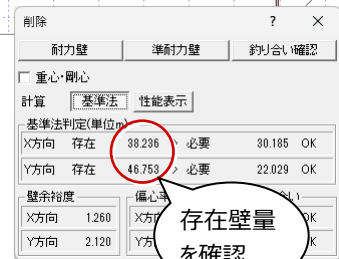 削除 ? ×
耐力壁 準耐力壁 釣り合い確認
重心・剛心
計算 基準法 性能表示
基準法判定(単位m
X方向 存在 38.236 > 必要 30.185 OK
Y方向 存在 46.753 > 必要 22.029 OK
壁余裕度 偏心率
X方向 1.260 X方
Y方向 2.120 Y方
存在壁量
を確認